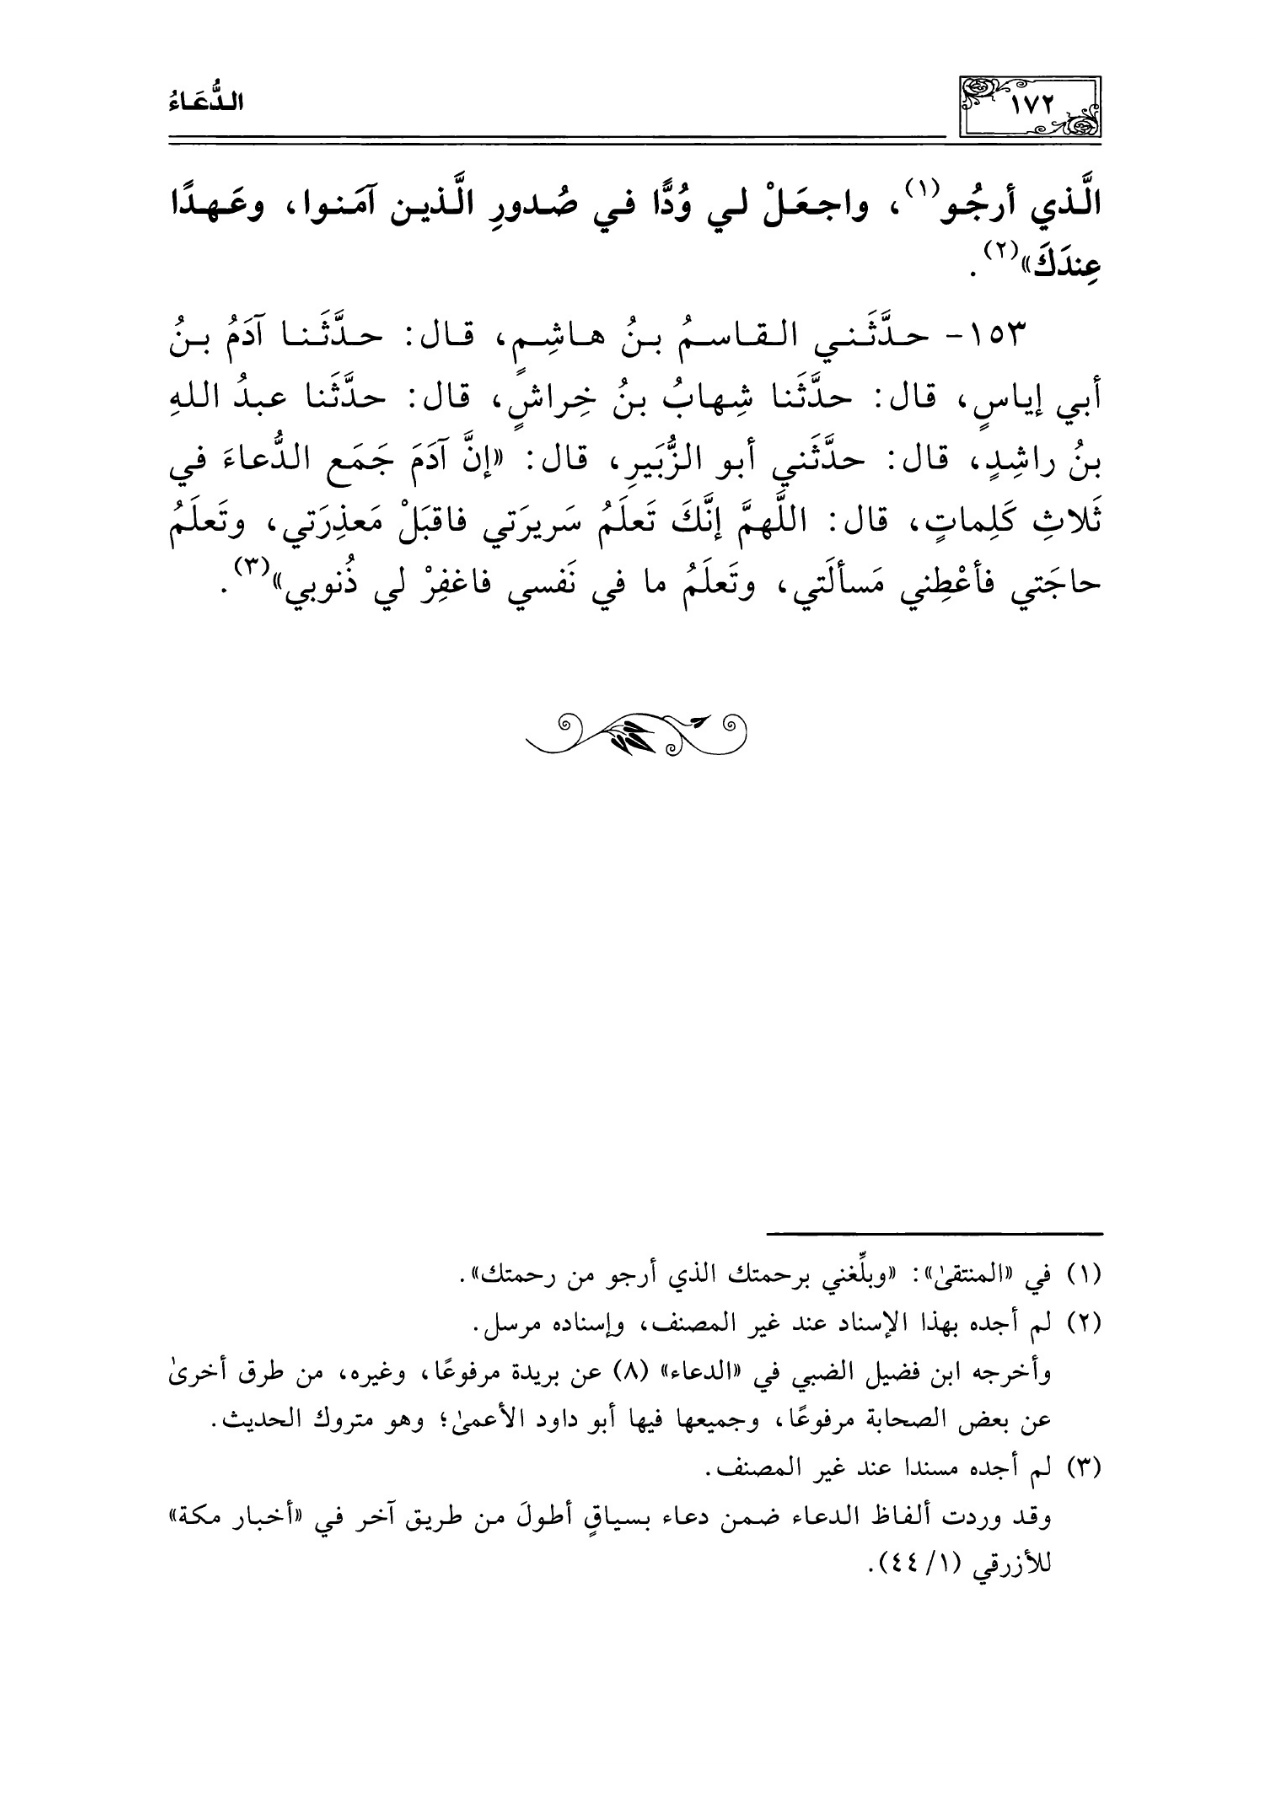 ١٧٢
الدُّعَاءُ
الَّذي أرجُو(١)، واجعَلْ لي وُدًّا في صُدورِ الَّذين آمَنوا، وعَهدًا
عِندَكَ»(٢).
١٥٣- حدَّثَني القاسمُ بنُ هاشِمٍ، قال: حدَّثَنا آدَمُ بنُ
أبي إياسٍ، قال: حدَّثَنا شِهابُ بنُ خِراشٍ، قال: حدَّثَنا عبدُ اللهِ
بنُ راشِدٍ، قال: حدَّثَني أبو الزُّبَيرِ، قال: «إنَّ آدَمَ جَمَع الدُّعاءَ في
ثَلاثِ كَلِماتٍ، قال: اللَّهمَّ إنَّكَ تَعلَمُ سَريرَتي فاقبَلْ مَعذِرَتي، وتَعلَمُ
حاجَتي فأعْطِني مَسألَتي، وتَعلَمُ ما في نَفسي فاغفِرْ لي ذُنوبي»(٣).
(١) في «المنتقىٰ»: «وبلِّغني برحمتك الذي أرجو من رحمتك».
(٢) لم أجده بهذا الإسناد عند غير المصنف، وإسناده مرسل.
وأخرجه ابن فضيل الضبي في «الدعاء» (٨) عن بريدة مرفوعًا، وغيره، من طرق أخرىٰ
عن بعض الصحابة مرفوعًا، وجميعها فيها أبو داود الأعمىٰ؛ وهو متروك الحديث.
(٣) لم أجده مسندا عند غير المصنف.
وقد وردت ألفاظ الدعاء ضمن دعاء بسياقٍ أطولَ من طريق آخر في «أخبار مكة»
للأزرقي (١/ ٤٤).